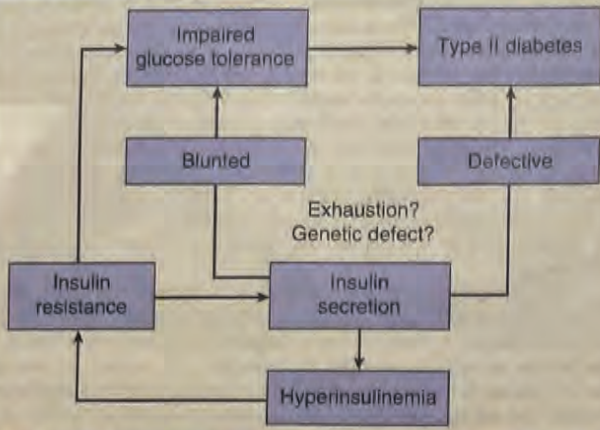 Impaired
glucose tolerance
Type II diabetes
Blunted
Defective
Exhaustion?
Genetic defect?
Insulin
resistance
Insulin
secretion
Hyperinsulinemia